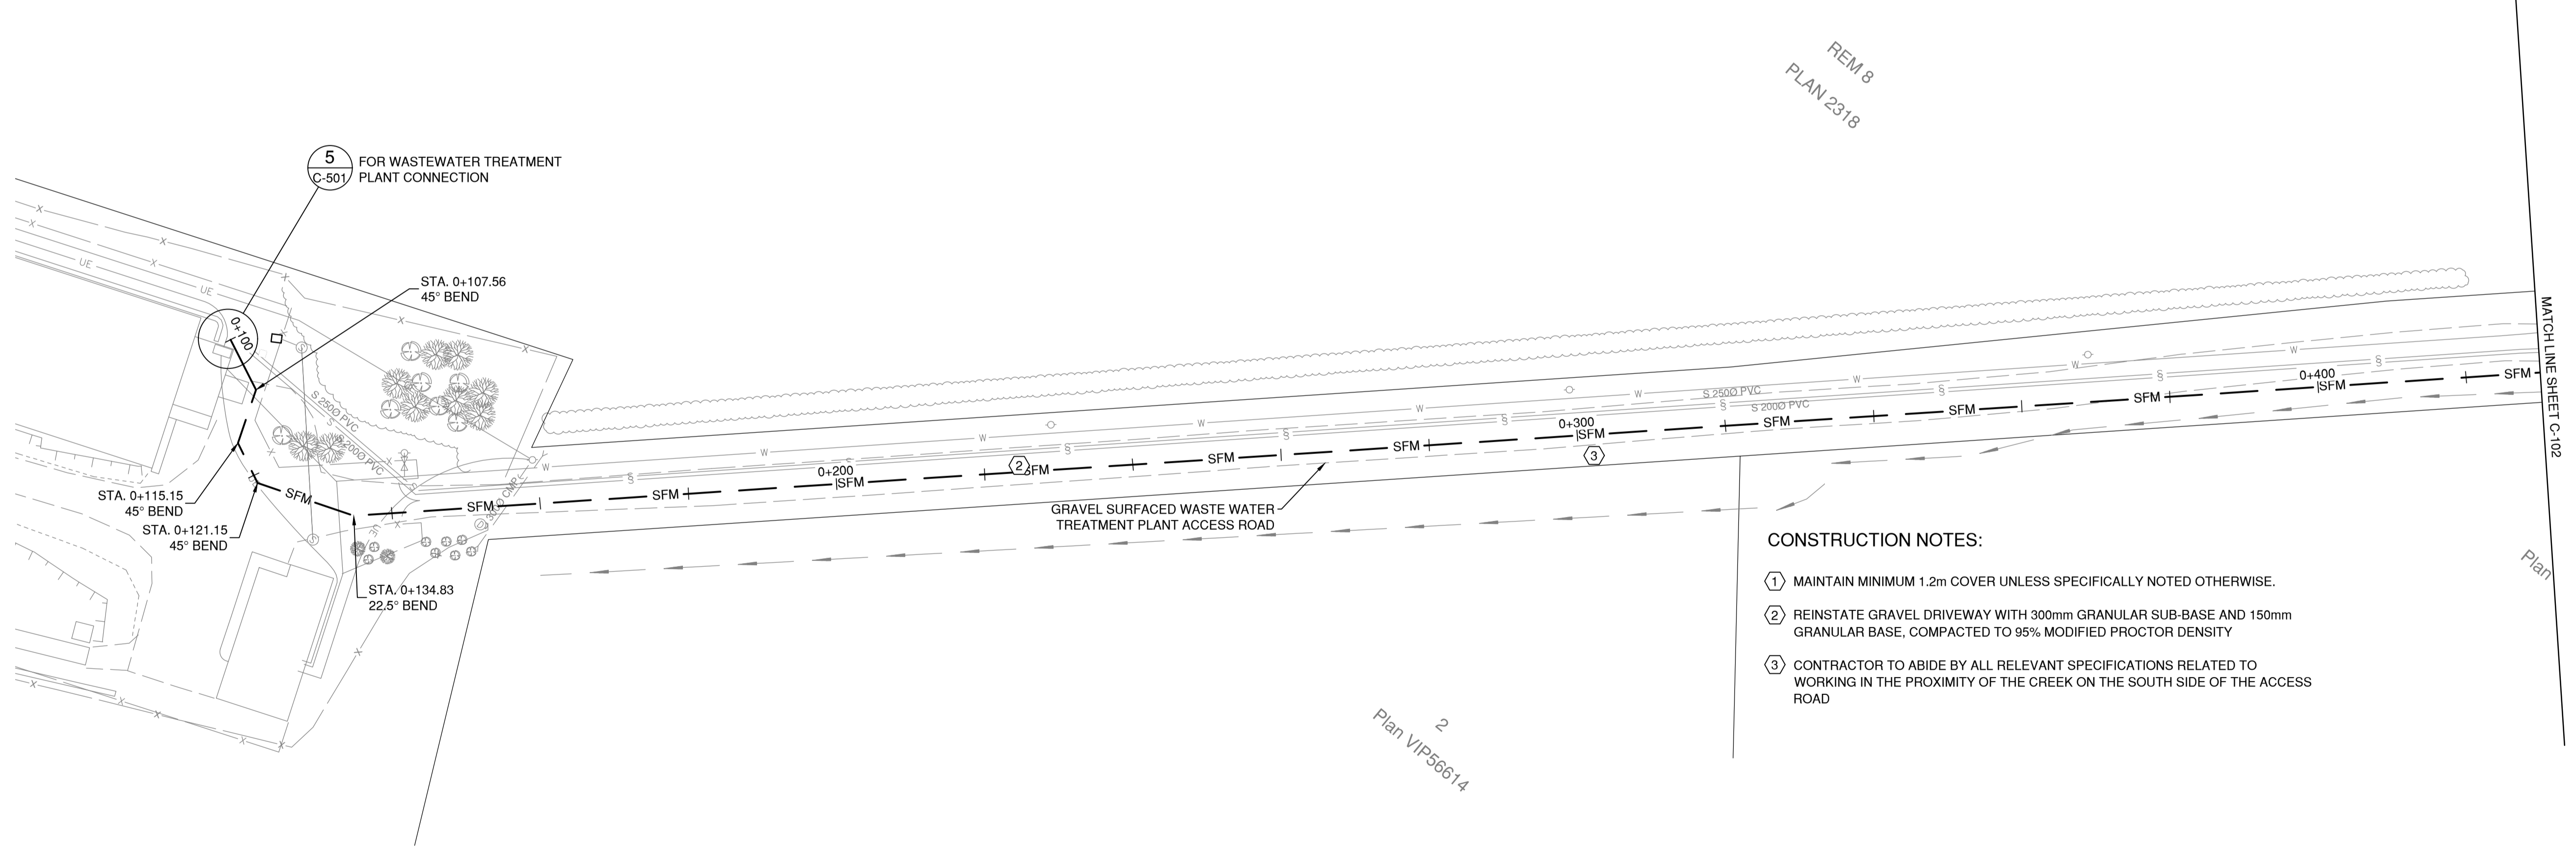 REM 8
PLAN 2318
5
C-501
FOR WASTEWATER TREATMENT
PLANT CONNECTION
X
X
X
X
X
X
X
UE
UE
0+100
STA. 0+107.56
45° BEND
S 250Ø PVC
S 200Ø PVC
STA. 0+115.15
45° BEND
STA. 0+121.15
45° BEND
STA. 0+134.83
22.5° BEND
SFM
SFM
SFM
0+200
SFM
2
SFM
SFM
SFM
0+300
SFM
3
SFM
SFM
SFM
0+400
SFM
SFM
W
W
W
W
W
W
W
W
W
S 250Ø PVC
S 200Ø PVC
UE
MATCH LINE SHEET C-102
GRAVEL SURFACED WASTE WATER
TREATMENT PLANT ACCESS ROAD
CONSTRUCTION NOTES:
1 MAINTAIN MINIMUM 1.2m COVER UNLESS SPECIFICALLY NOTED OTHERWISE.
2 REINSTATE GRAVEL DRIVEWAY WITH 300mm GRANULAR SUB-BASE AND 150mm
GRANULAR BASE, COMPACTED TO 95% MODIFIED PROCTOR DENSITY
3 CONTRACTOR TO ABIDE BY ALL RELEVANT SPECIFICATIONS RELATED TO
WORKING IN THE PROXIMITY OF THE CREEK ON THE SOUTH SIDE OF THE ACCESS
ROAD
2
Plan VIP56614
Plan